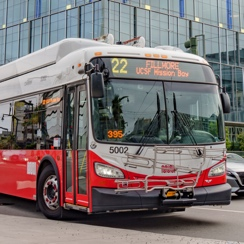 22 FILLMORE
UCSF Mission Bay
395
5002